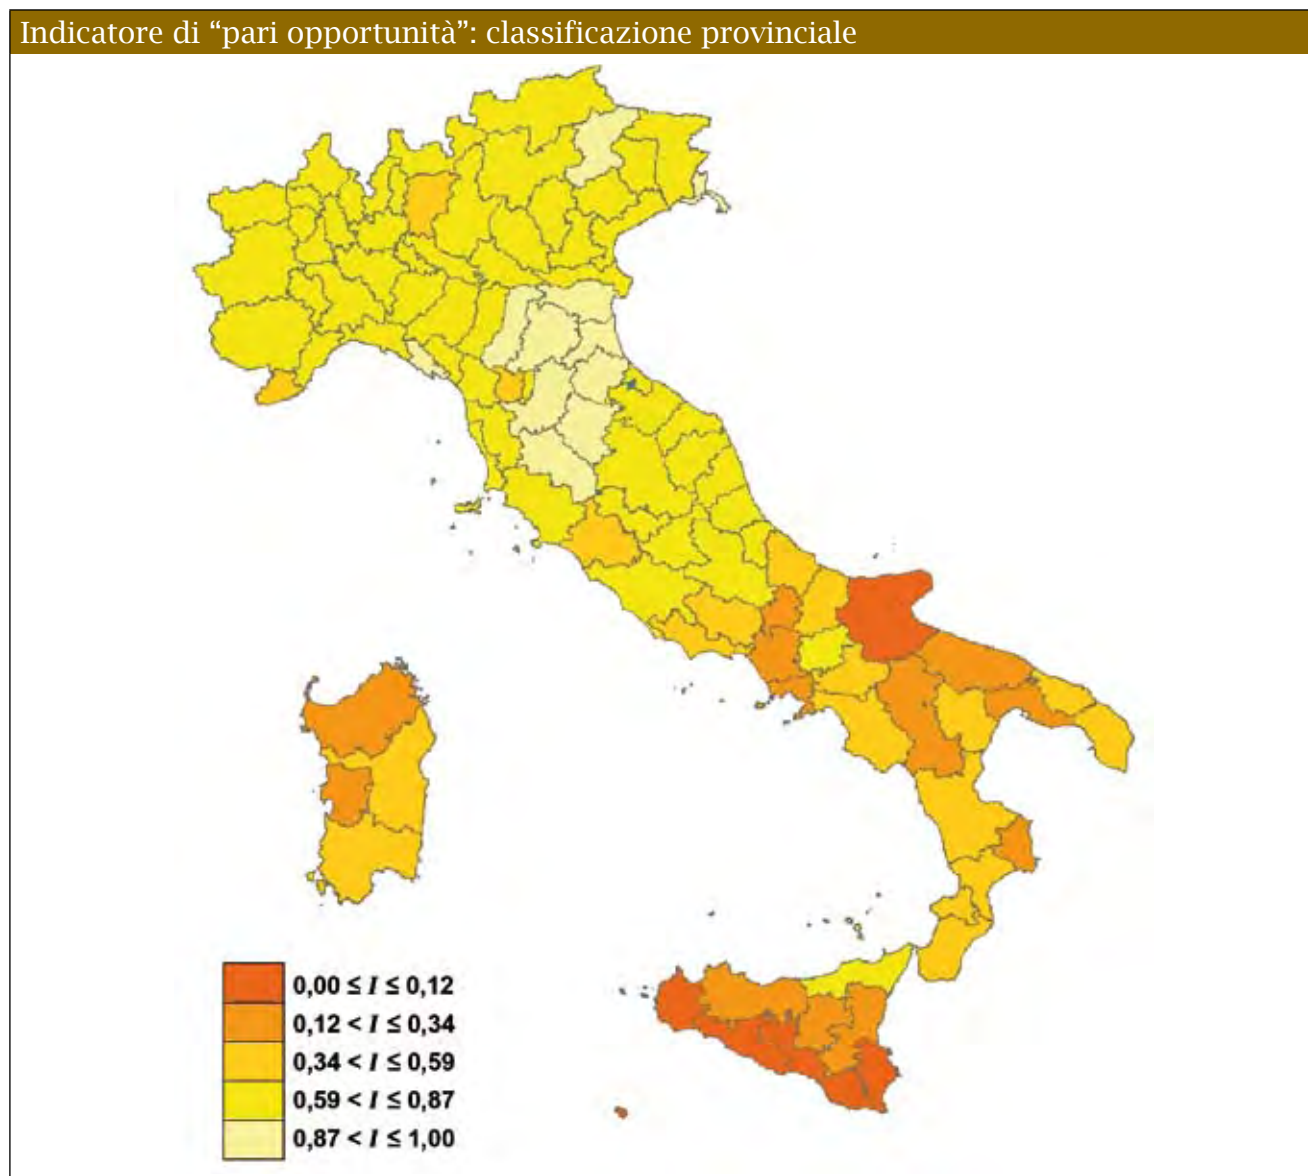 Indicatore di “pari opportunità”: classificazione provinciale
0,00 ≤ I ≤ 0,12
0,12 < I ≤ 0,34
0,34 < I ≤ 0,59
0,59 < I ≤ 0,87
0,87 < I ≤ 1,00